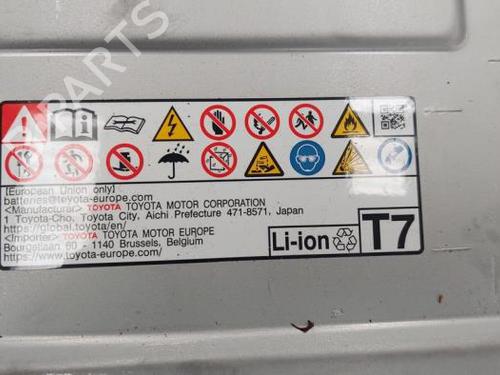 PARTS
[European Union only]
batteries@toyota-europe.com
<Manufacturar> TOYOTA TOYOTA MOTOR CORPORATION
1 Toyota-Cho, Toyota City, Aichi Prefecture 471-8571, Japan
https://global.toyota/en/
<Importer> TOYOTA TOYOTA MOTOR EUROPE
Bourgetlaan 60 - 1140 Brussels, Belgium
https://www.toyota-europe.com/
Li-ion
T7